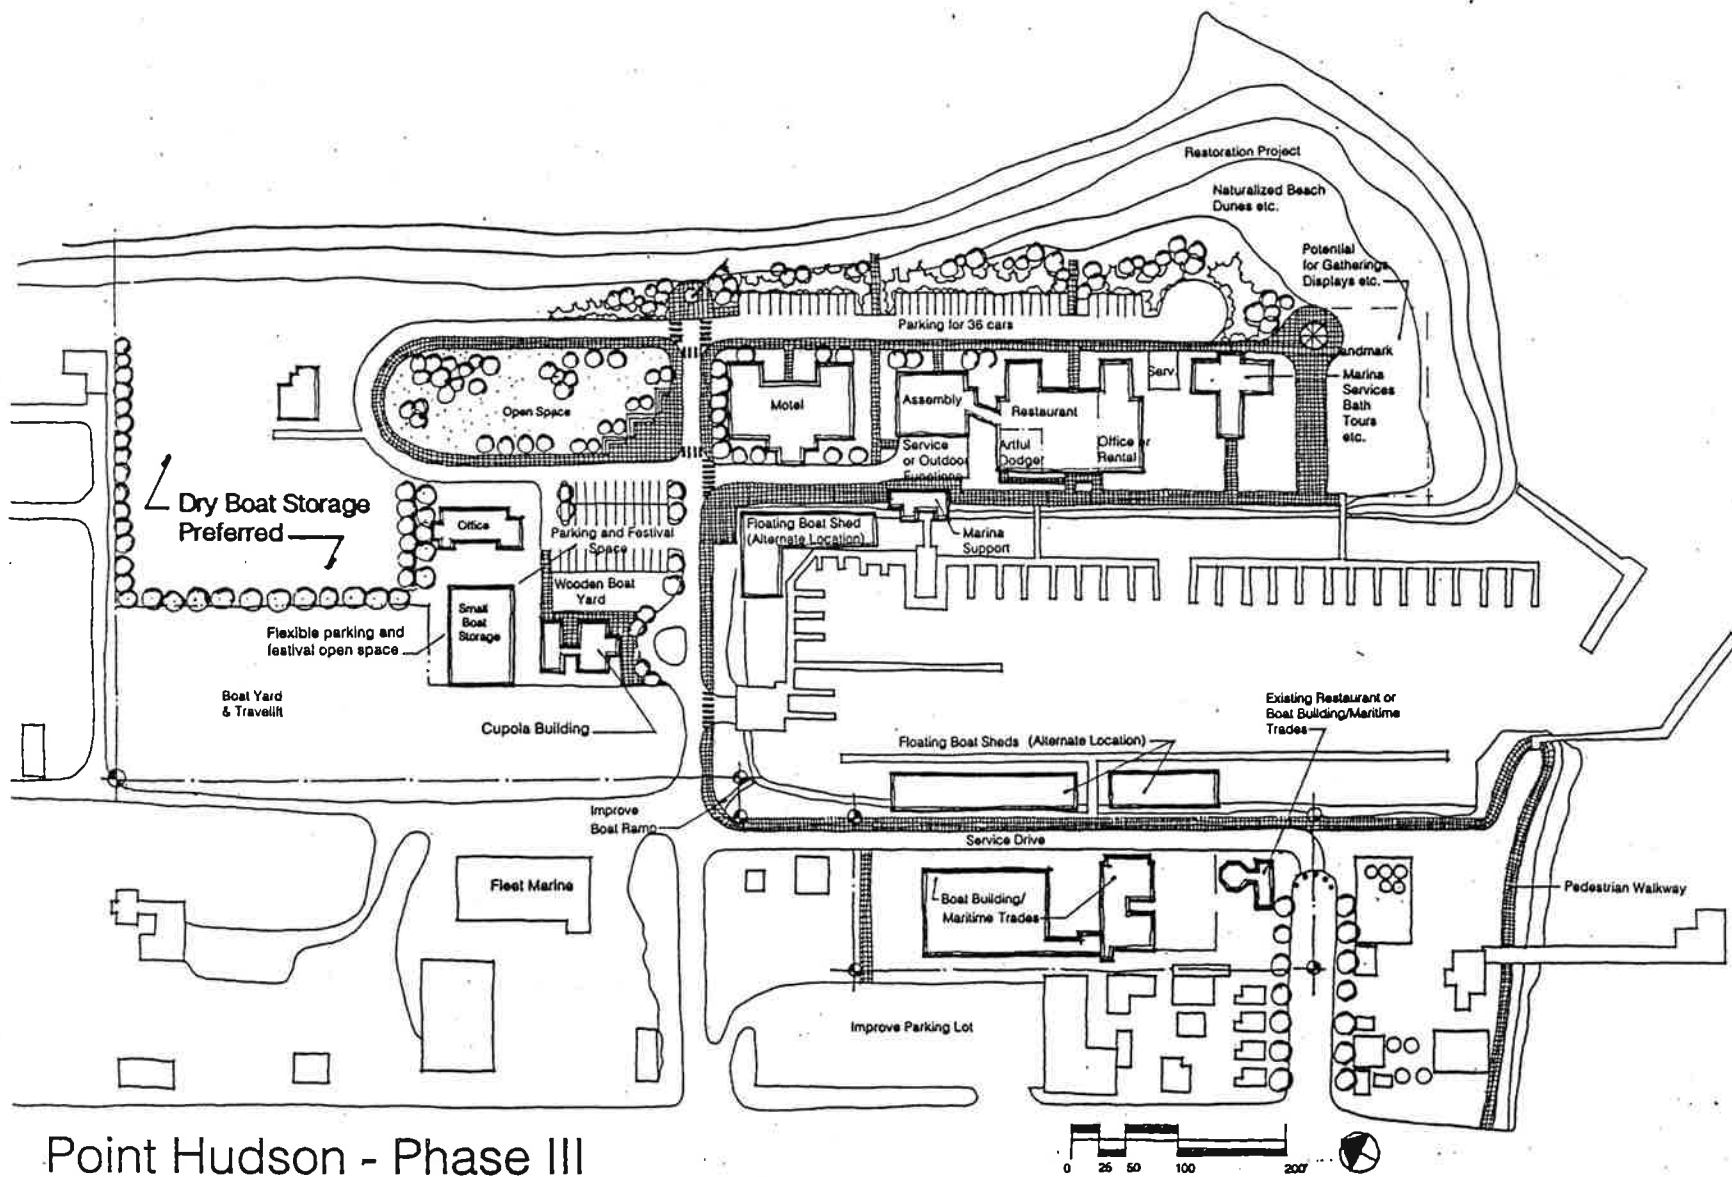 Restoration Project
Naturalized Beach
Dunes etc.
Potential
for Gatherings
Displays etc.
Parking for 36 cars
Landmark
Marina
Services
Bath
Tours
etc.
Serv.
Motel
Assembly
Restaurant
Open Space
Service
or Outdoor
Functions
Artful
Dodger
Office or
Rental
Dry Boat Storage
Preferred
Office
Parking and Festival
Space
Floating Boat Shed
(Alternate Location)
Marina
Support
Wooden Boat
Yard
Small
Boat
Storage
Flexible parking and
festival open space
Boat Yard
& Travelift
Cupola Building
Existing Restaurant or
Boat Building/Maritime
Trades
Floating Boat Sheds (Alternate Location)
Improve
Boat Ramp
Service Drive
Fleet Marine
Boat Building/
Maritime Trades
Pedestrian Walkway
Improve Parking Lot
Point Hudson - Phase III
0 25 50 100 200'